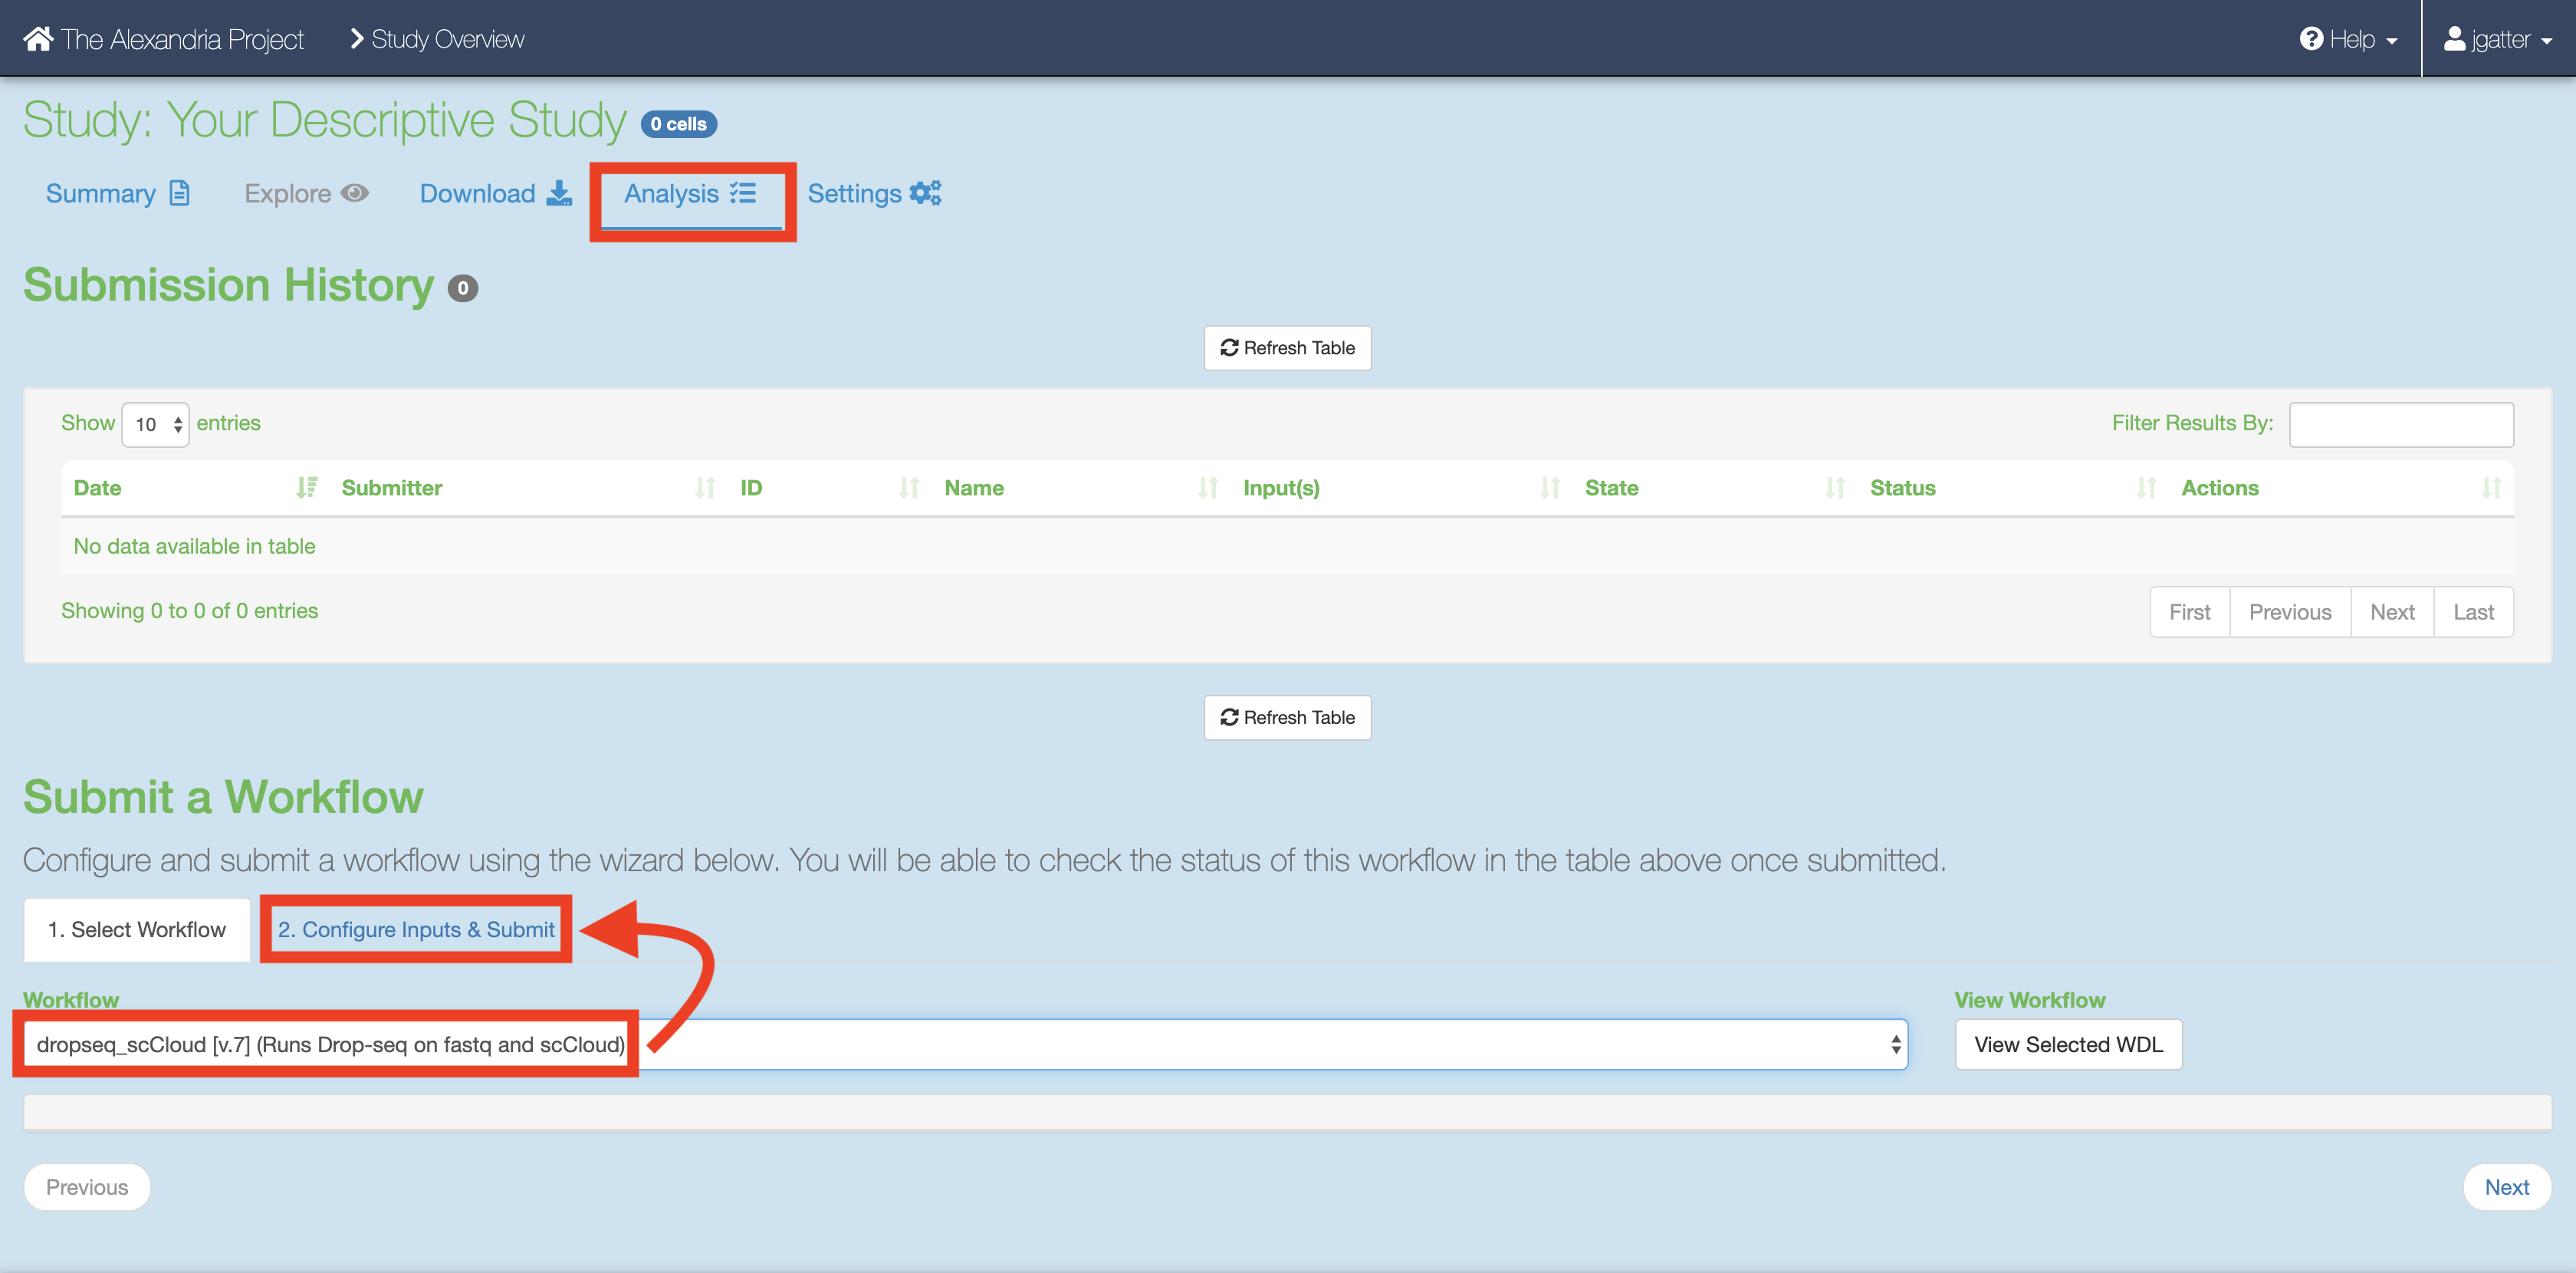 The Alexandria Project Study Overview Help jgatter
Study: Your Descriptive Study 0 cells
Summary Explore Download Analysis Settings
Submission History 0
Refresh Table
Show 10 entries Filter Results By:
Date Submitter ID Name Input(s) State Status Actions
No data available in table
Showing 0 to 0 of 0 entries First Previous Next Last
Refresh Table
Submit a Workflow
Configure and submit a workflow using the wizard below. You will be able to check the status of this workflow in the table above once submitted.
1. Select Workflow 2. Configure Inputs & Submit
Workflow View Workflow
dropseq_scCloud [v.7] (Runs Drop-seq on fastq and scCloud) View Selected WDL
Previous Next